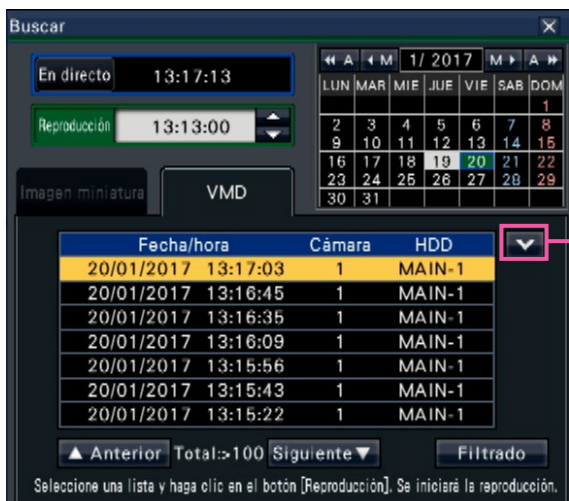 Buscar
En directo 13:17:13
Reproducción 13:13:00
A M 1/ 2017 M A
LUN MAR MIE JUE VIE SAB DOM
1
2 3 4 5 6 7 8
9 10 11 12 13 14 15
16 17 18 19 20 21 22
23 24 25 26 27 28 29
30 31
Imagen miniatura VMD
Fecha/hora Cámara HDD
20/01/2017 13:17:03 1 MAIN-1
20/01/2017 13:16:45 1 MAIN-1
20/01/2017 13:16:35 1 MAIN-1
20/01/2017 13:16:09 1 MAIN-1
20/01/2017 13:15:56 1 MAIN-1
20/01/2017 13:15:43 1 MAIN-1
20/01/2017 13:15:22 1 MAIN-1
▲ Anterior Total:>100 Siguiente ▼ Filtrado
Seleccione una lista y haga clic en el botón [Reproducción]. Se iniciará la reproducción.